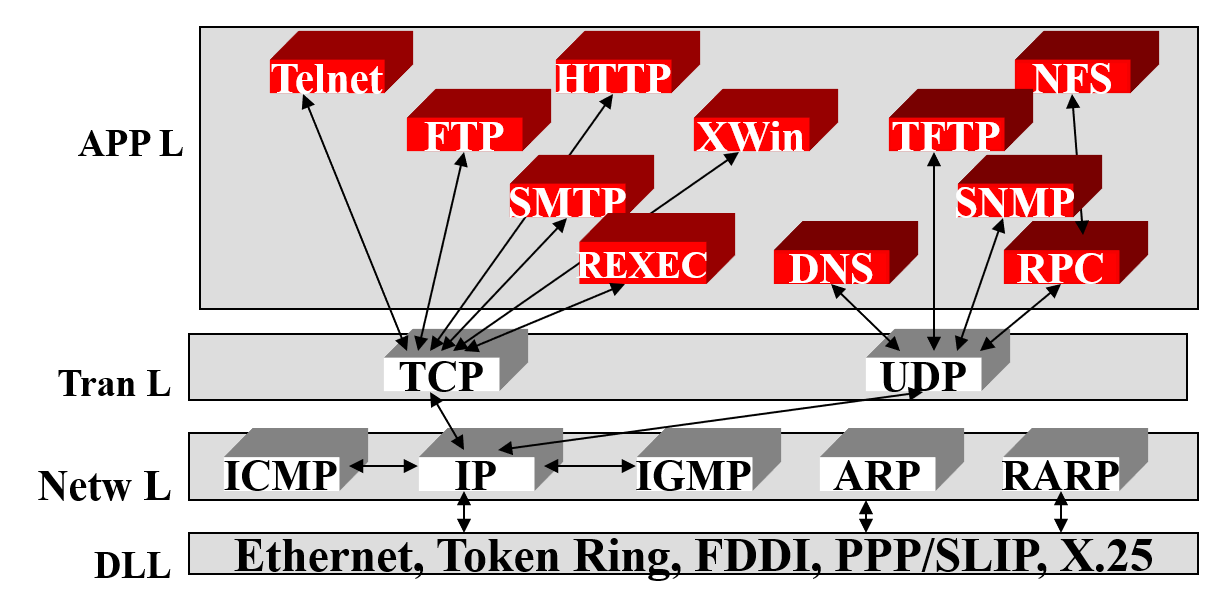 Telnet
HTTP
NFS
FTP
XWin
TFTP
APP L
SMTP
SNMP
REXEC
DNS
RPC
Tran L
TCP
UDP
Netw L
ICMP
IP
IGMP
ARP
RARP
DLL
Ethernet, Token Ring, FDDI, PPP/SLIP, X.25